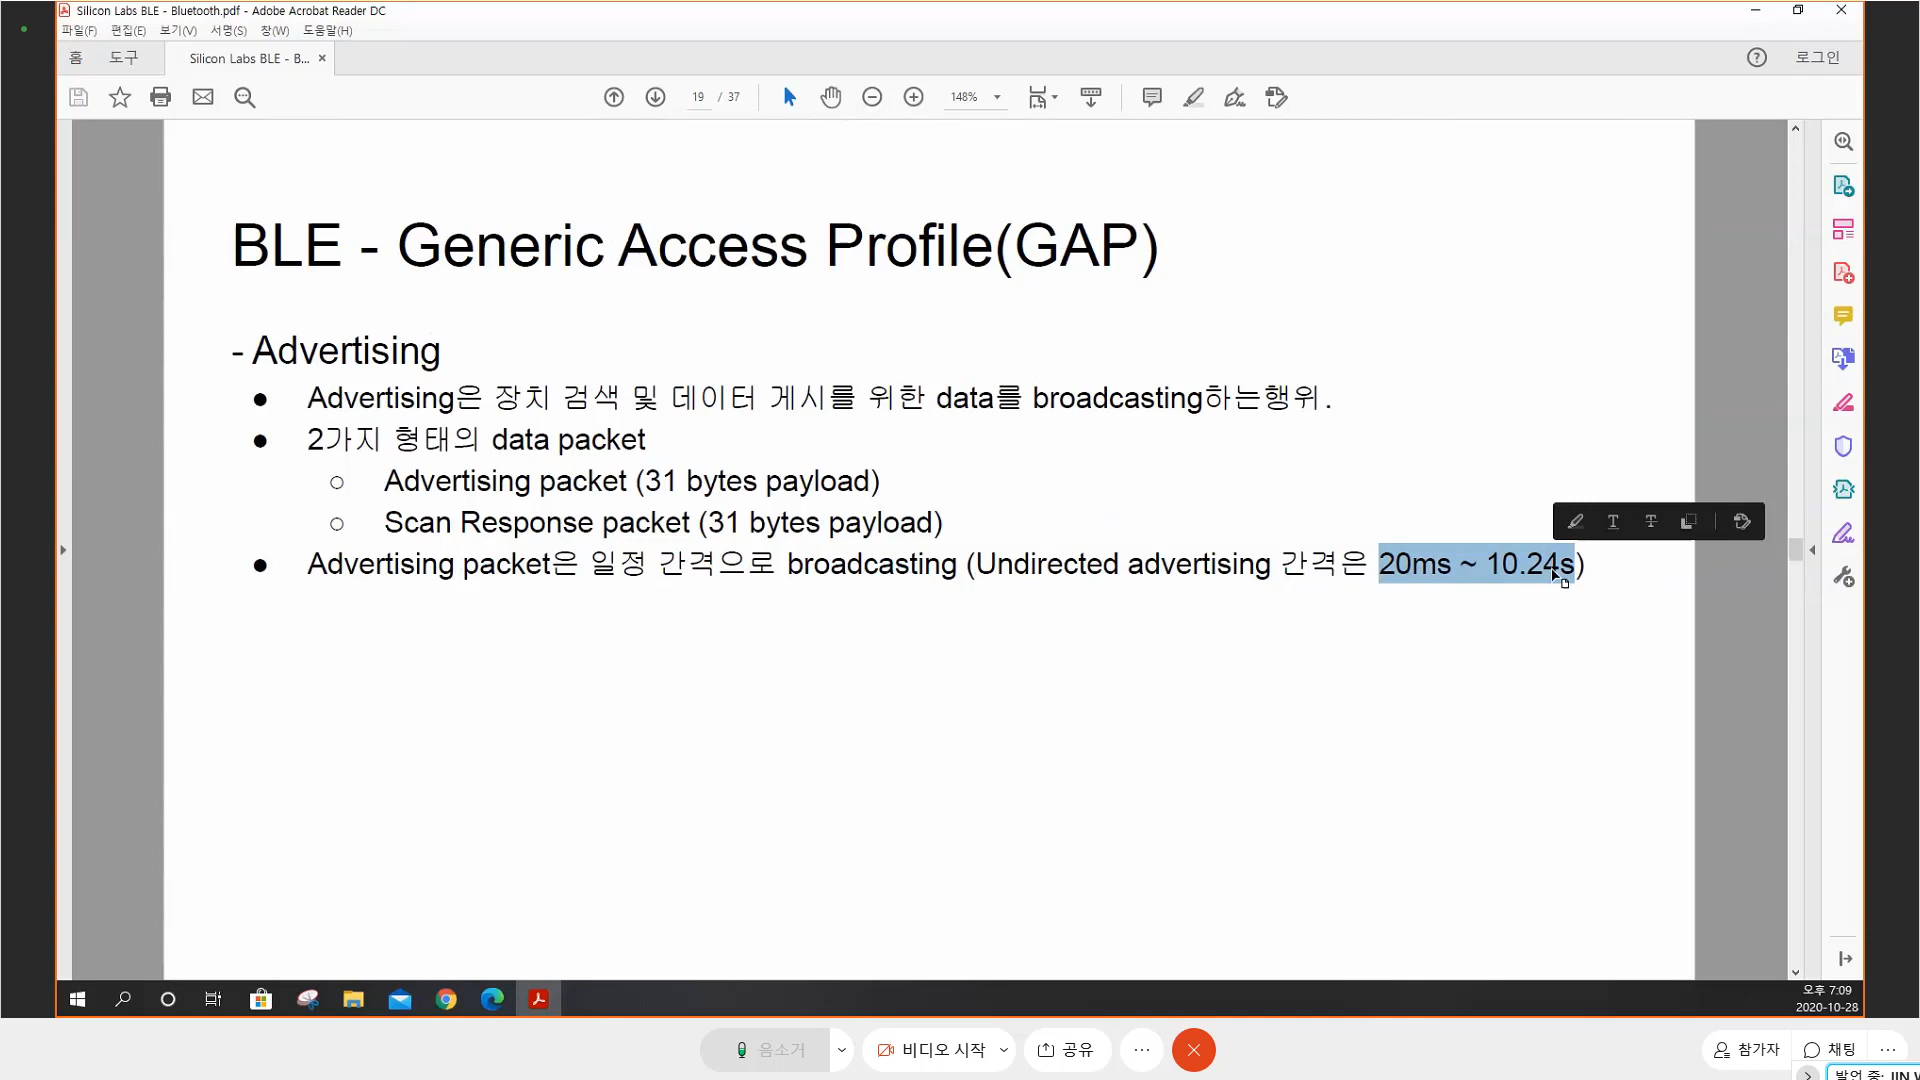 Silicon Labs BLE - Bluetooth.pdf - Adobe Acrobat Reader DC
파일(F) 편집(E) 보기(V) 서명(S) 창(W) 도움말(H)
홈 도구 Silicon Labs BLE - B... × 로그인
19 / 37 148%
BLE - Generic Access Profile(GAP)
- Advertising
● Advertising은 장치 검색 및 데이터 게시를 위한 data를 broadcasting하는행위.
● 2가지 형태의 data packet
○ Advertising packet (31 bytes payload)
○ Scan Response packet (31 bytes payload)
● Advertising packet은 일정 간격으로 broadcasting (Undirected advertising 간격은 20ms ~ 10.24s)
오후 7:09
2020-10-28
음소거 비디오 시작 공유 참가자 채팅
발언 중: JIN